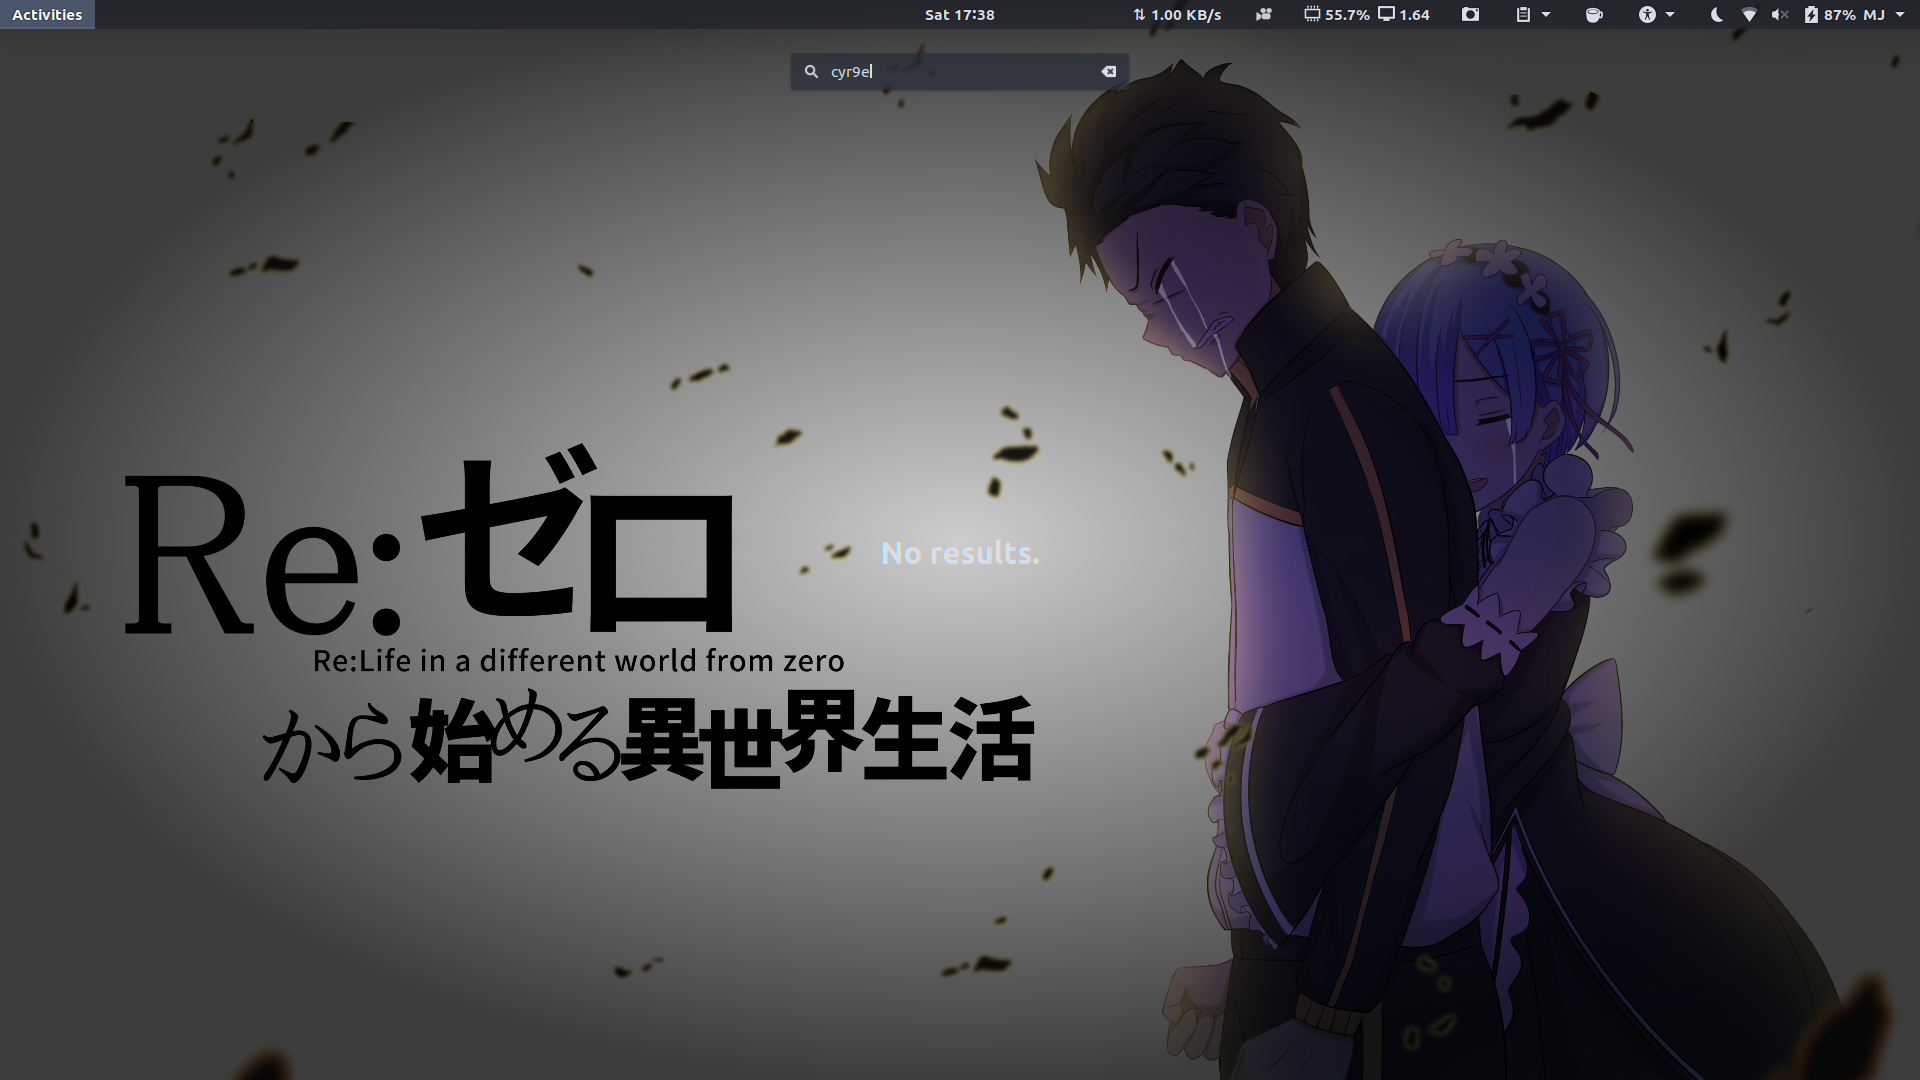 Activities
Sat 17:38
1.00 KB/s
55.7%
1.64
87%
MJ
cyr9e
No results.
Re:ゼロ
Re:Life in a different world from zero
から始める異世界生活